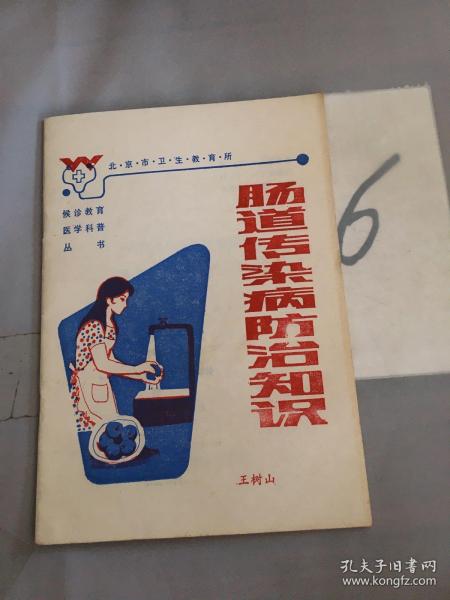 北·京·市·卫·生·教·育·所
候诊教育
医学科普
丛书
肠道传染病防治知识
王树山
6
孔夫子旧书网
www.kongfz.com